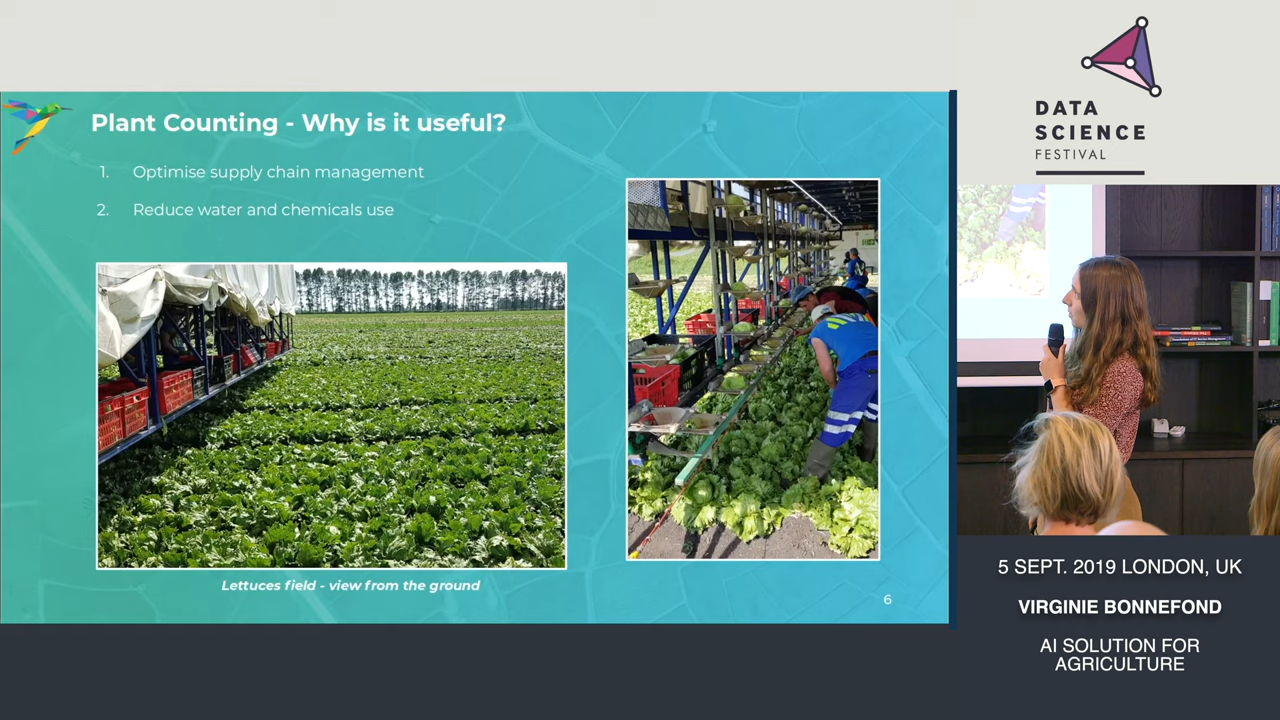 Plant Counting - Why is it useful?
1. Optimise supply chain management
2. Reduce water and chemicals use
Lettuces field - view from the ground
6
DATA
SCIENCE
FESTIVAL
5 SEPT. 2019 LONDON, UK
VIRGINIE BONNEFOND
AI SOLUTION FOR
AGRICULTURE